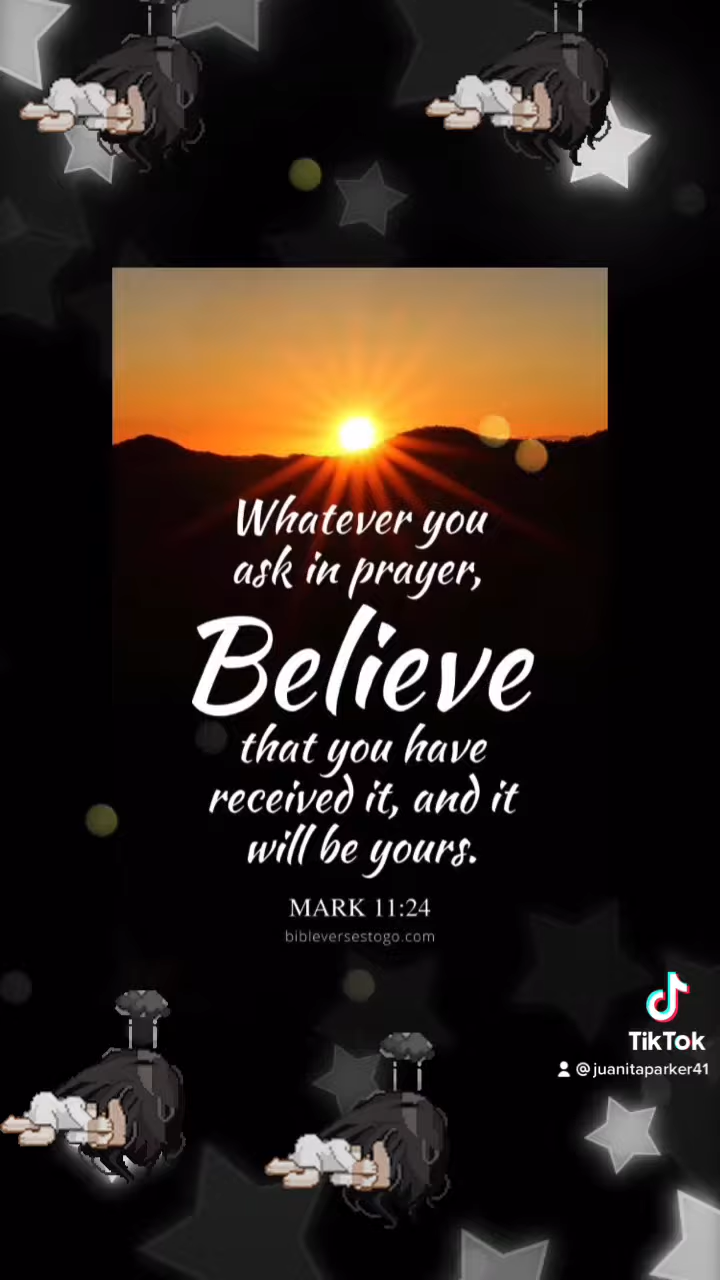 Whatever you
ask in prayer,
Believe
that you have
received it, and it
will be yours.
MARK 11:24
bibleversestogo.com
TikTok
@juanitaparker41